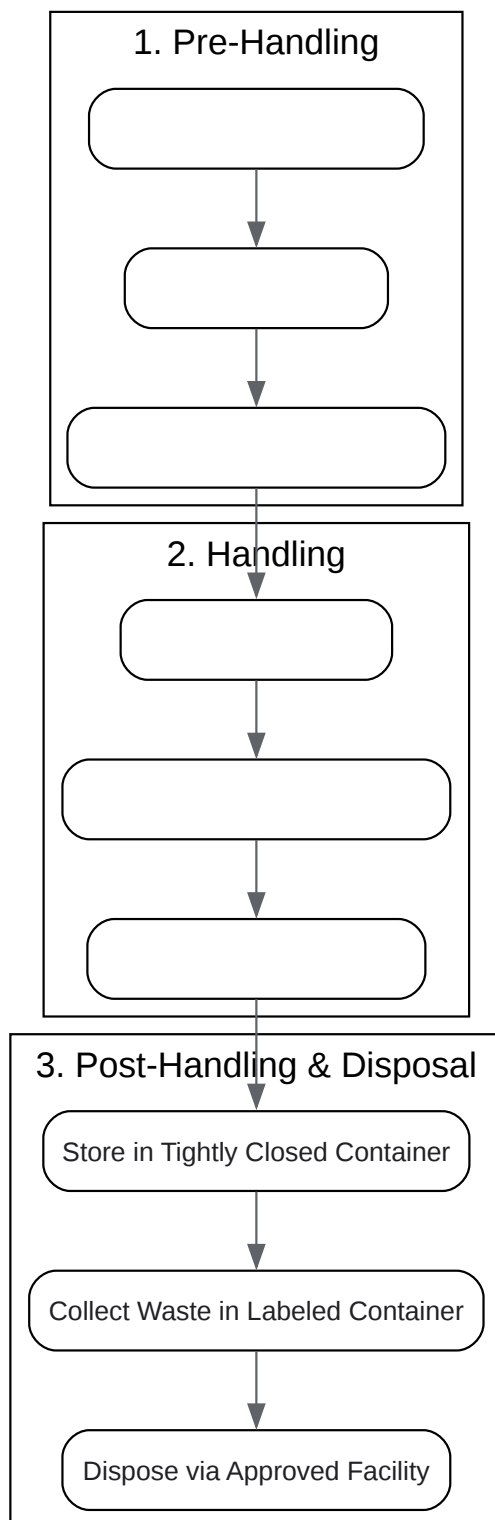 1. Pre-Handling
2. Handling
3. Post-Handling & Disposal
Store in Tightly Closed Container
Collect Waste in Labeled Container
Dispose via Approved Facility